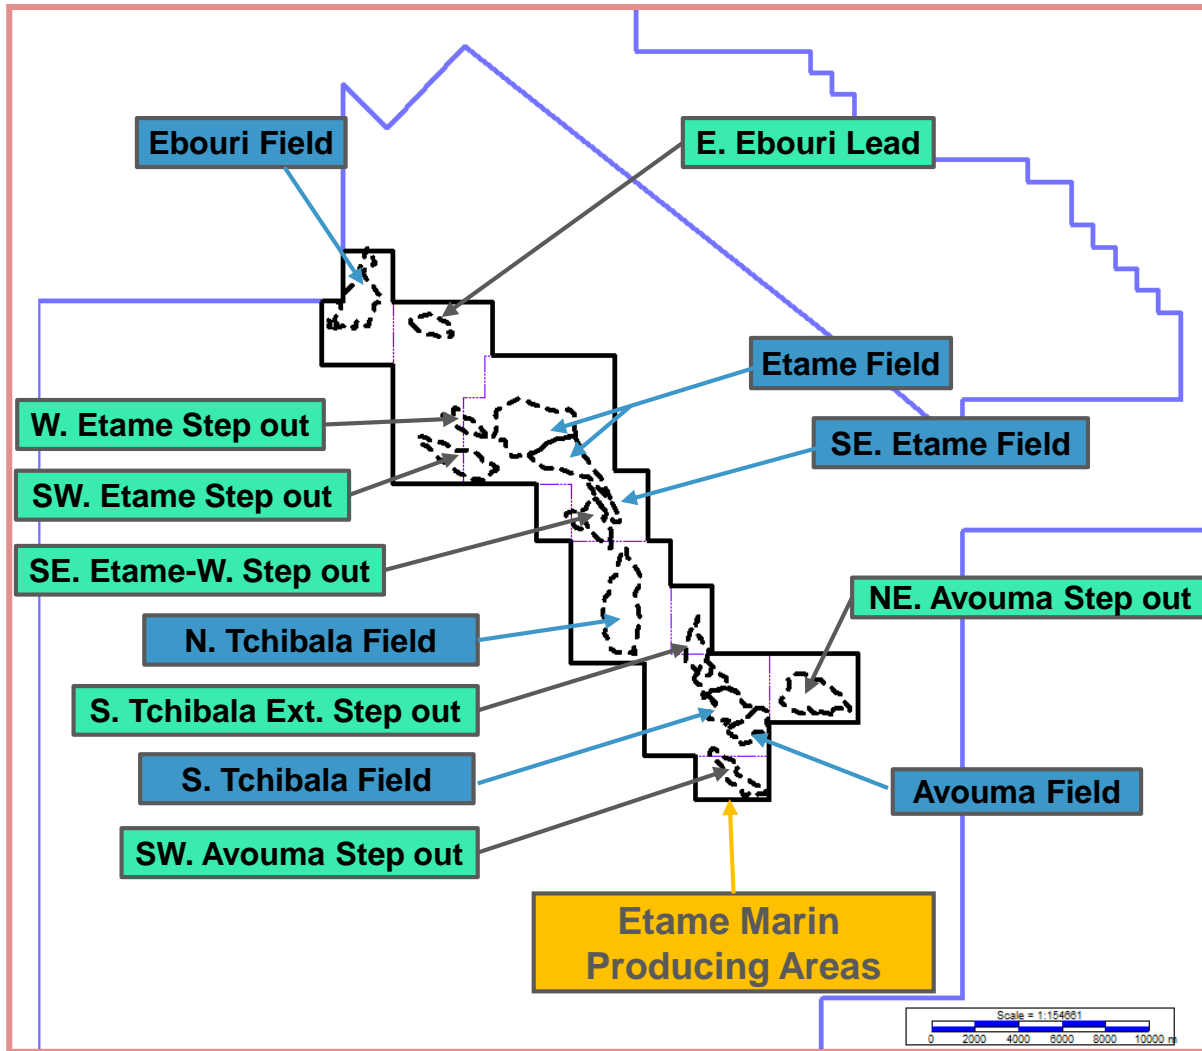 Ebouri Field
E. Ebouri Lead
Etame Field
W. Etame Step out
SE. Etame Field
SW. Etame Step out
SE. Etame-W. Step out
NE. Avouma Step out
N. Tchibala Field
S. Tchibala Ext. Step out
S. Tchibala Field
Avouma Field
SW. Avouma Step out
Etame Marin
Producing Areas
Scale = 1:154661
0 2000 4000 6000 8000 10000 m